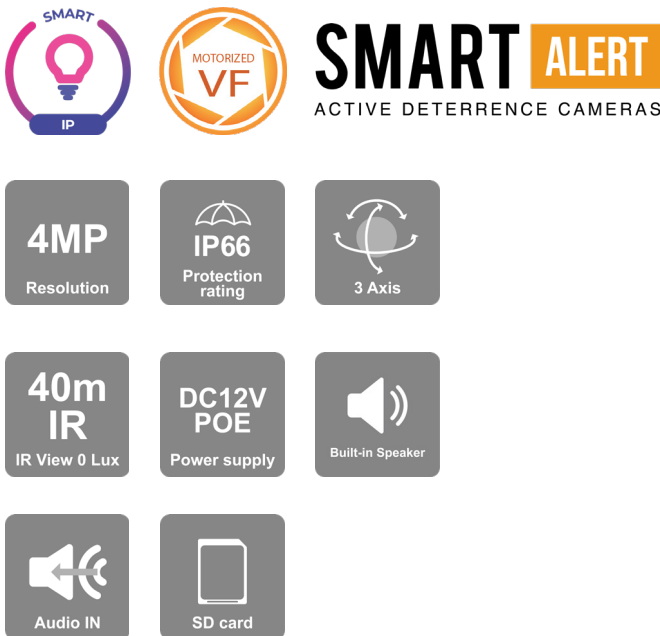 SMART
IP
MOTORIZED
VF
SMART ALERT
ACTIVE DETERRENCE CAMERAS
4MP
Resolution
IP66
Protection
rating
3 Axis
40m
IR
IR View 0 Lux
DC12V
POE
Power supply
Built-in Speaker
Audio IN
SD card